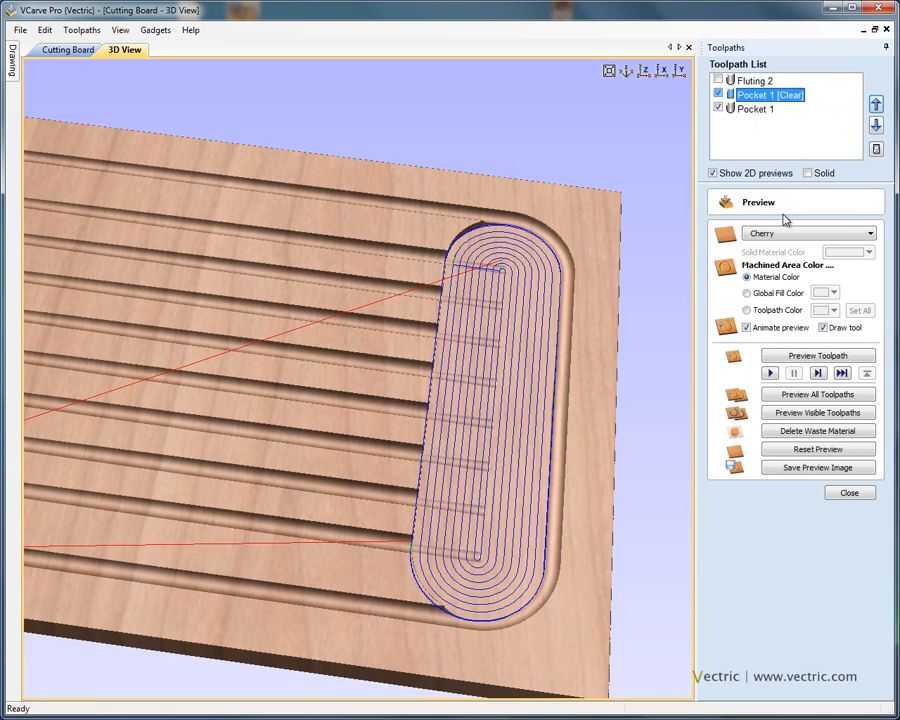 VCarve Pro (Vectric) - [Cutting Board - 3D View]
File Edit Toolpaths View Gadgets Help
Drawing
Cutting Board 3D View
Toolpaths
Toolpath List
Fluting 2
Pocket 1 [Clear]
Pocket 1
Show 2D previews Solid
Preview
Cherry
Solid Material Color
Machined Area Color ....
Material Color
Global Fill Color
Toolpath Color Set All
Animate preview Draw tool
Preview Toolpath
Preview All Toolpaths
Preview Visible Toolpaths
Delete Waste Material
Reset Preview
Save Preview Image
Close
Vectric | www.vectric.com
Ready